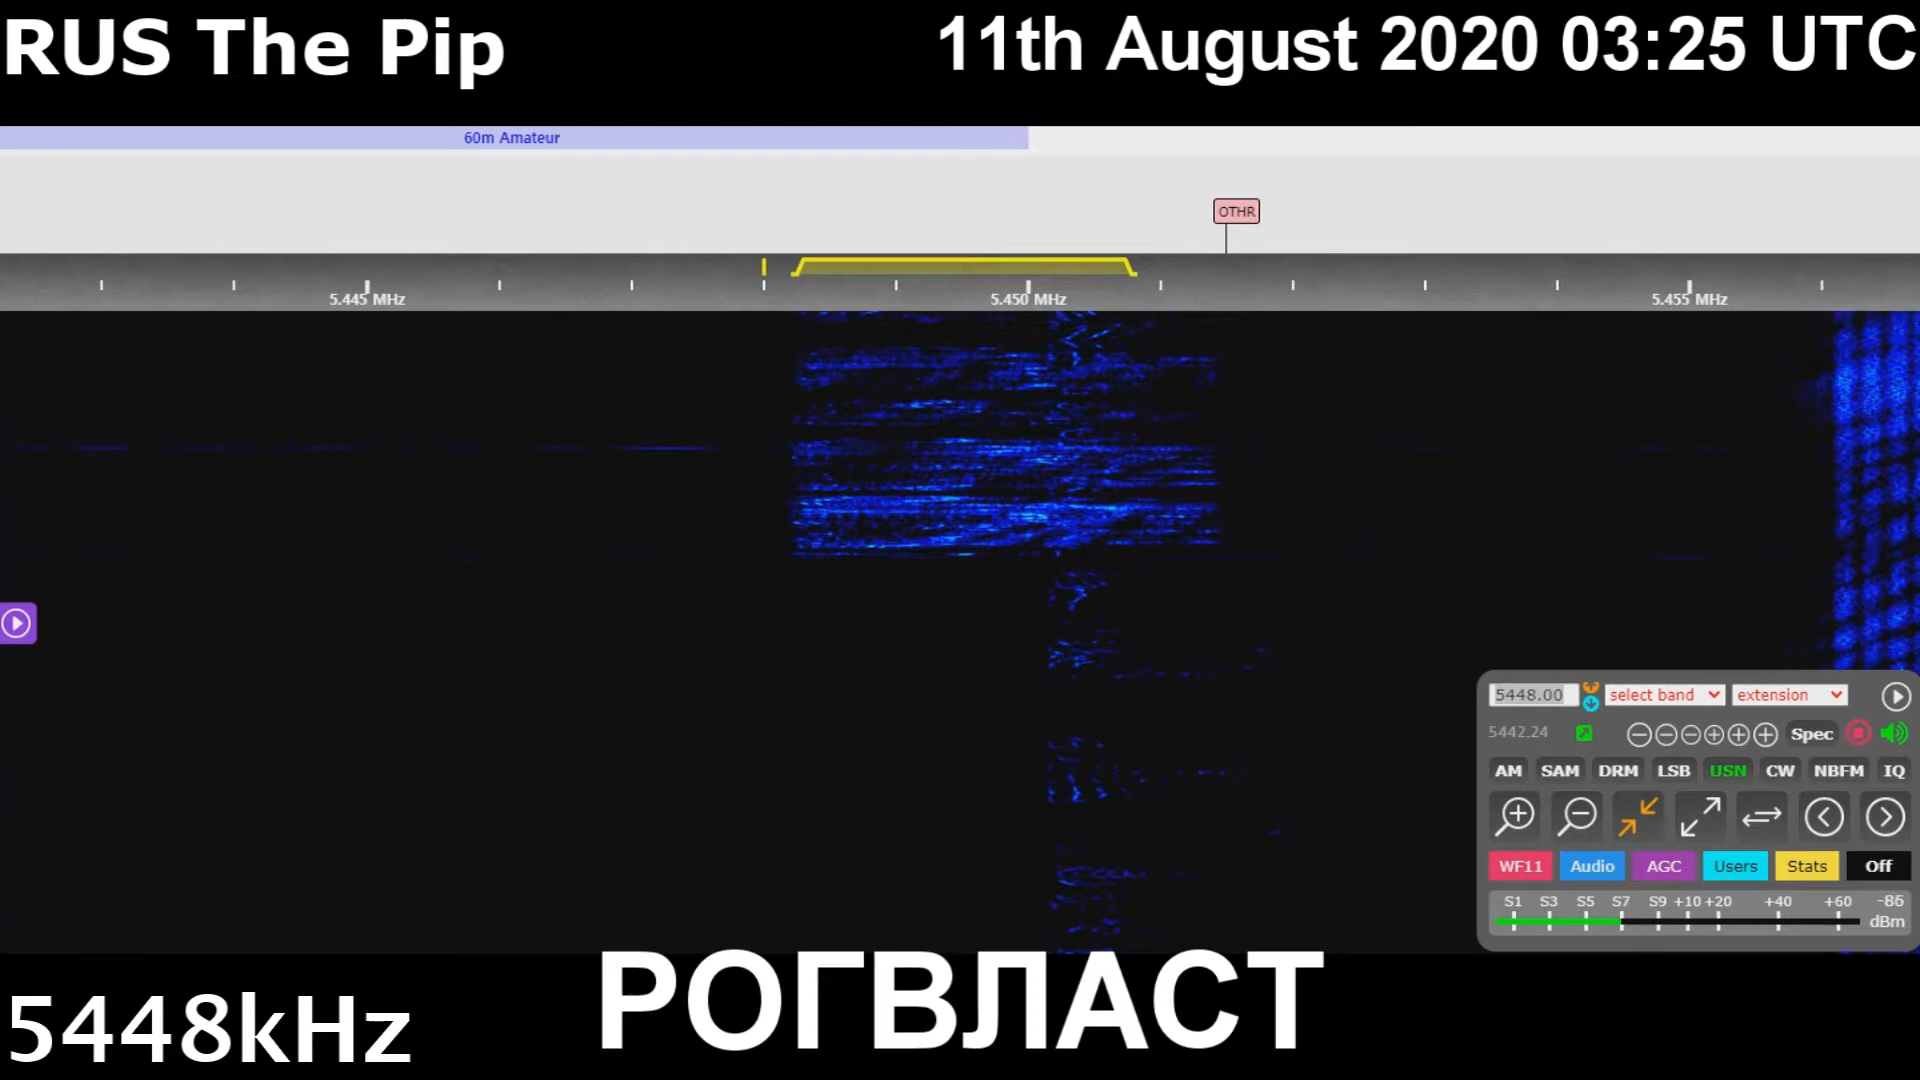 RUS The Pip
11th August 2020 03:25 UTC
60m Amateur
OTHR
5.445 MHz
5.450 MHz
5.455 MHz
5448.00
select band
extension
5442.24
Spec
AM SAM DRM LSB USN CW NBFM IQ
WF11 Audio AGC Users Stats Off
S1 S3 S5 S7 S9 +10 +20 +40 +60 -86
dBm
5448kHz
РОГВЛАСТ